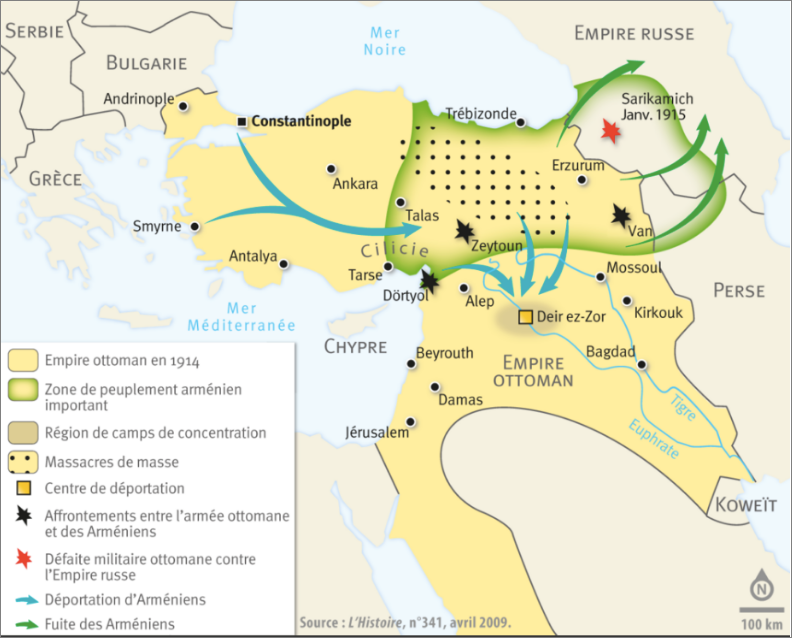 SERBIE
BULGARIE
Mer
Noire
EMPIRE RUSSE
Andrinople
Constantinople
Trébizonde
Sarikamich
Janv. 1915
GRÈCE
Ankara
Erzurum
Talas
Smyrne
Zeytoun
Van
Cilicie
Antalya
Tarse
Mossoul
Dörtyol
Alep
PERSE
Mer
Méditerranée
Kirkouk
Deir ez-Zor
CHYPRE
Beyrouth
EMPIRE
OTTOMAN
Bagdad
Damas
Tigre
Jérusalem
Euphrate
KOWEÏT
Empire ottoman en 1914
Zone de peuplement arménien
important
Région de camps de concentration
Massacres de masse
Centre de déportation
Affrontements entre l'armée ottomane
et des Arméniens
Défaite militaire ottomane contre
l'Empire russe
Déportation d'Arméniens
Fuite des Arméniens
Source : L'Histoire, n°341, avril 2009.
N
100 km